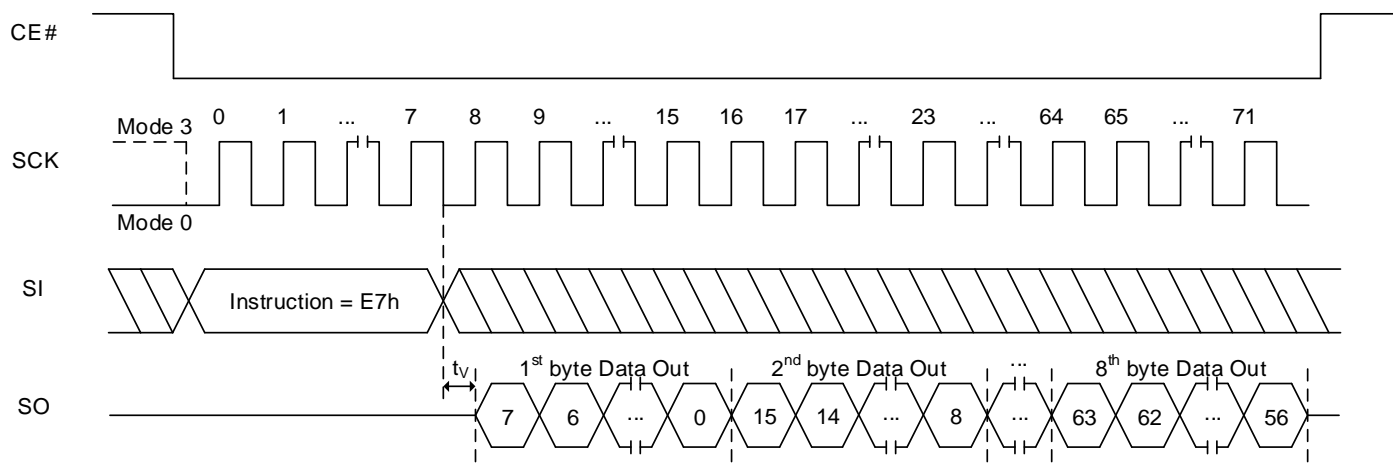 CE#
0 1 ... 7 8 9 ... 15 16 17 ... 23 ... 64 65 ... 71
Mode 3
SCK
Mode 0
SI
Instruction = E7h
tV 1st byte Data Out 2nd byte Data Out ... 8th byte Data Out
SO
7 6 ... 0 15 14 ... 8 ... 63 62 ... 56